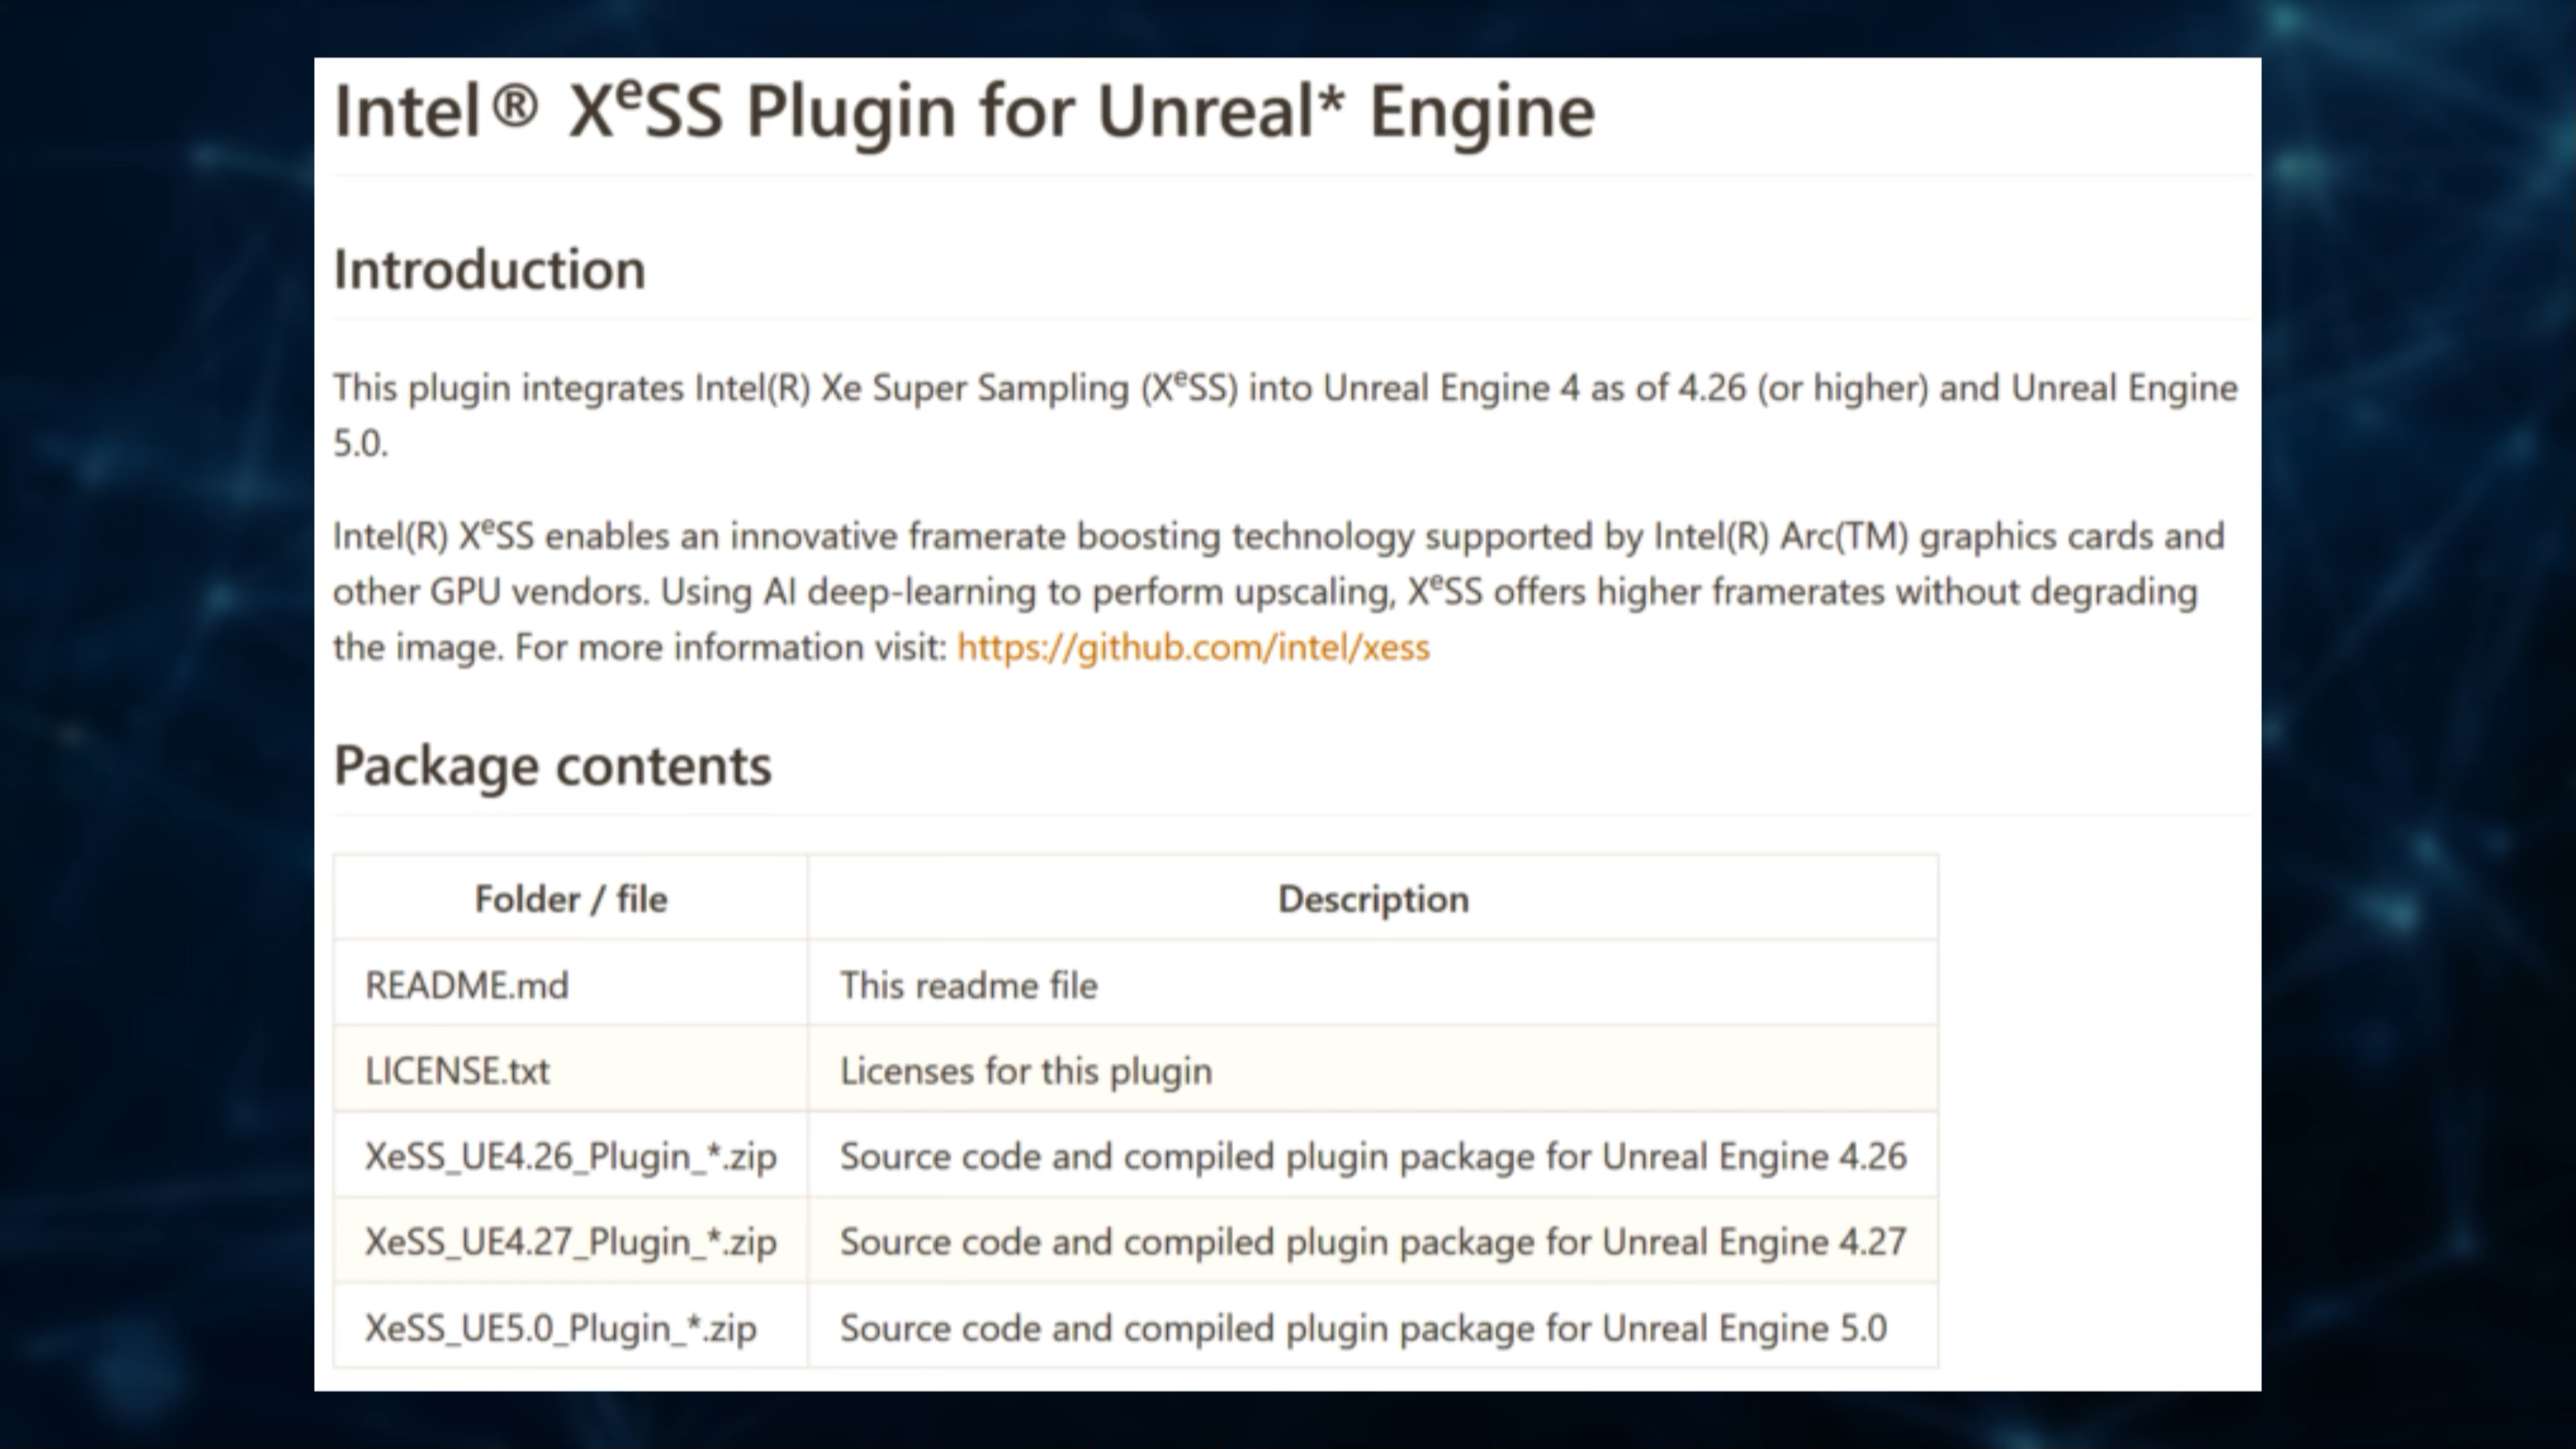 Intel® XeSS Plugin for Unreal* Engine
Introduction
This plugin integrates Intel(R) Xe Super Sampling (XeSS) into Unreal Engine 4 as of 4.26 (or higher) and Unreal Engine
5.0.
Intel(R) XeSS enables an innovative framerate boosting technology supported by Intel(R) Arc(TM) graphics cards and
other GPU vendors. Using AI deep-learning to perform upscaling, XeSS offers higher framerates without degrading
the image. For more information visit: https://github.com/intel/xess
Package contents
Folder / file Description
README.md This readme file
LICENSE.txt Licenses for this plugin
XeSS_UE4.26_Plugin_*.zip Source code and compiled plugin package for Unreal Engine 4.26
XeSS_UE4.27_Plugin_*.zip Source code and compiled plugin package for Unreal Engine 4.27
XeSS_UE5.0_Plugin_*.zip Source code and compiled plugin package for Unreal Engine 5.0